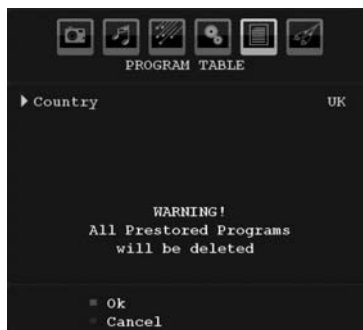 PROGRAM TABLE
Country UK
WARNING!
All Prestored Programs
will be deleted
Ok
Cancel